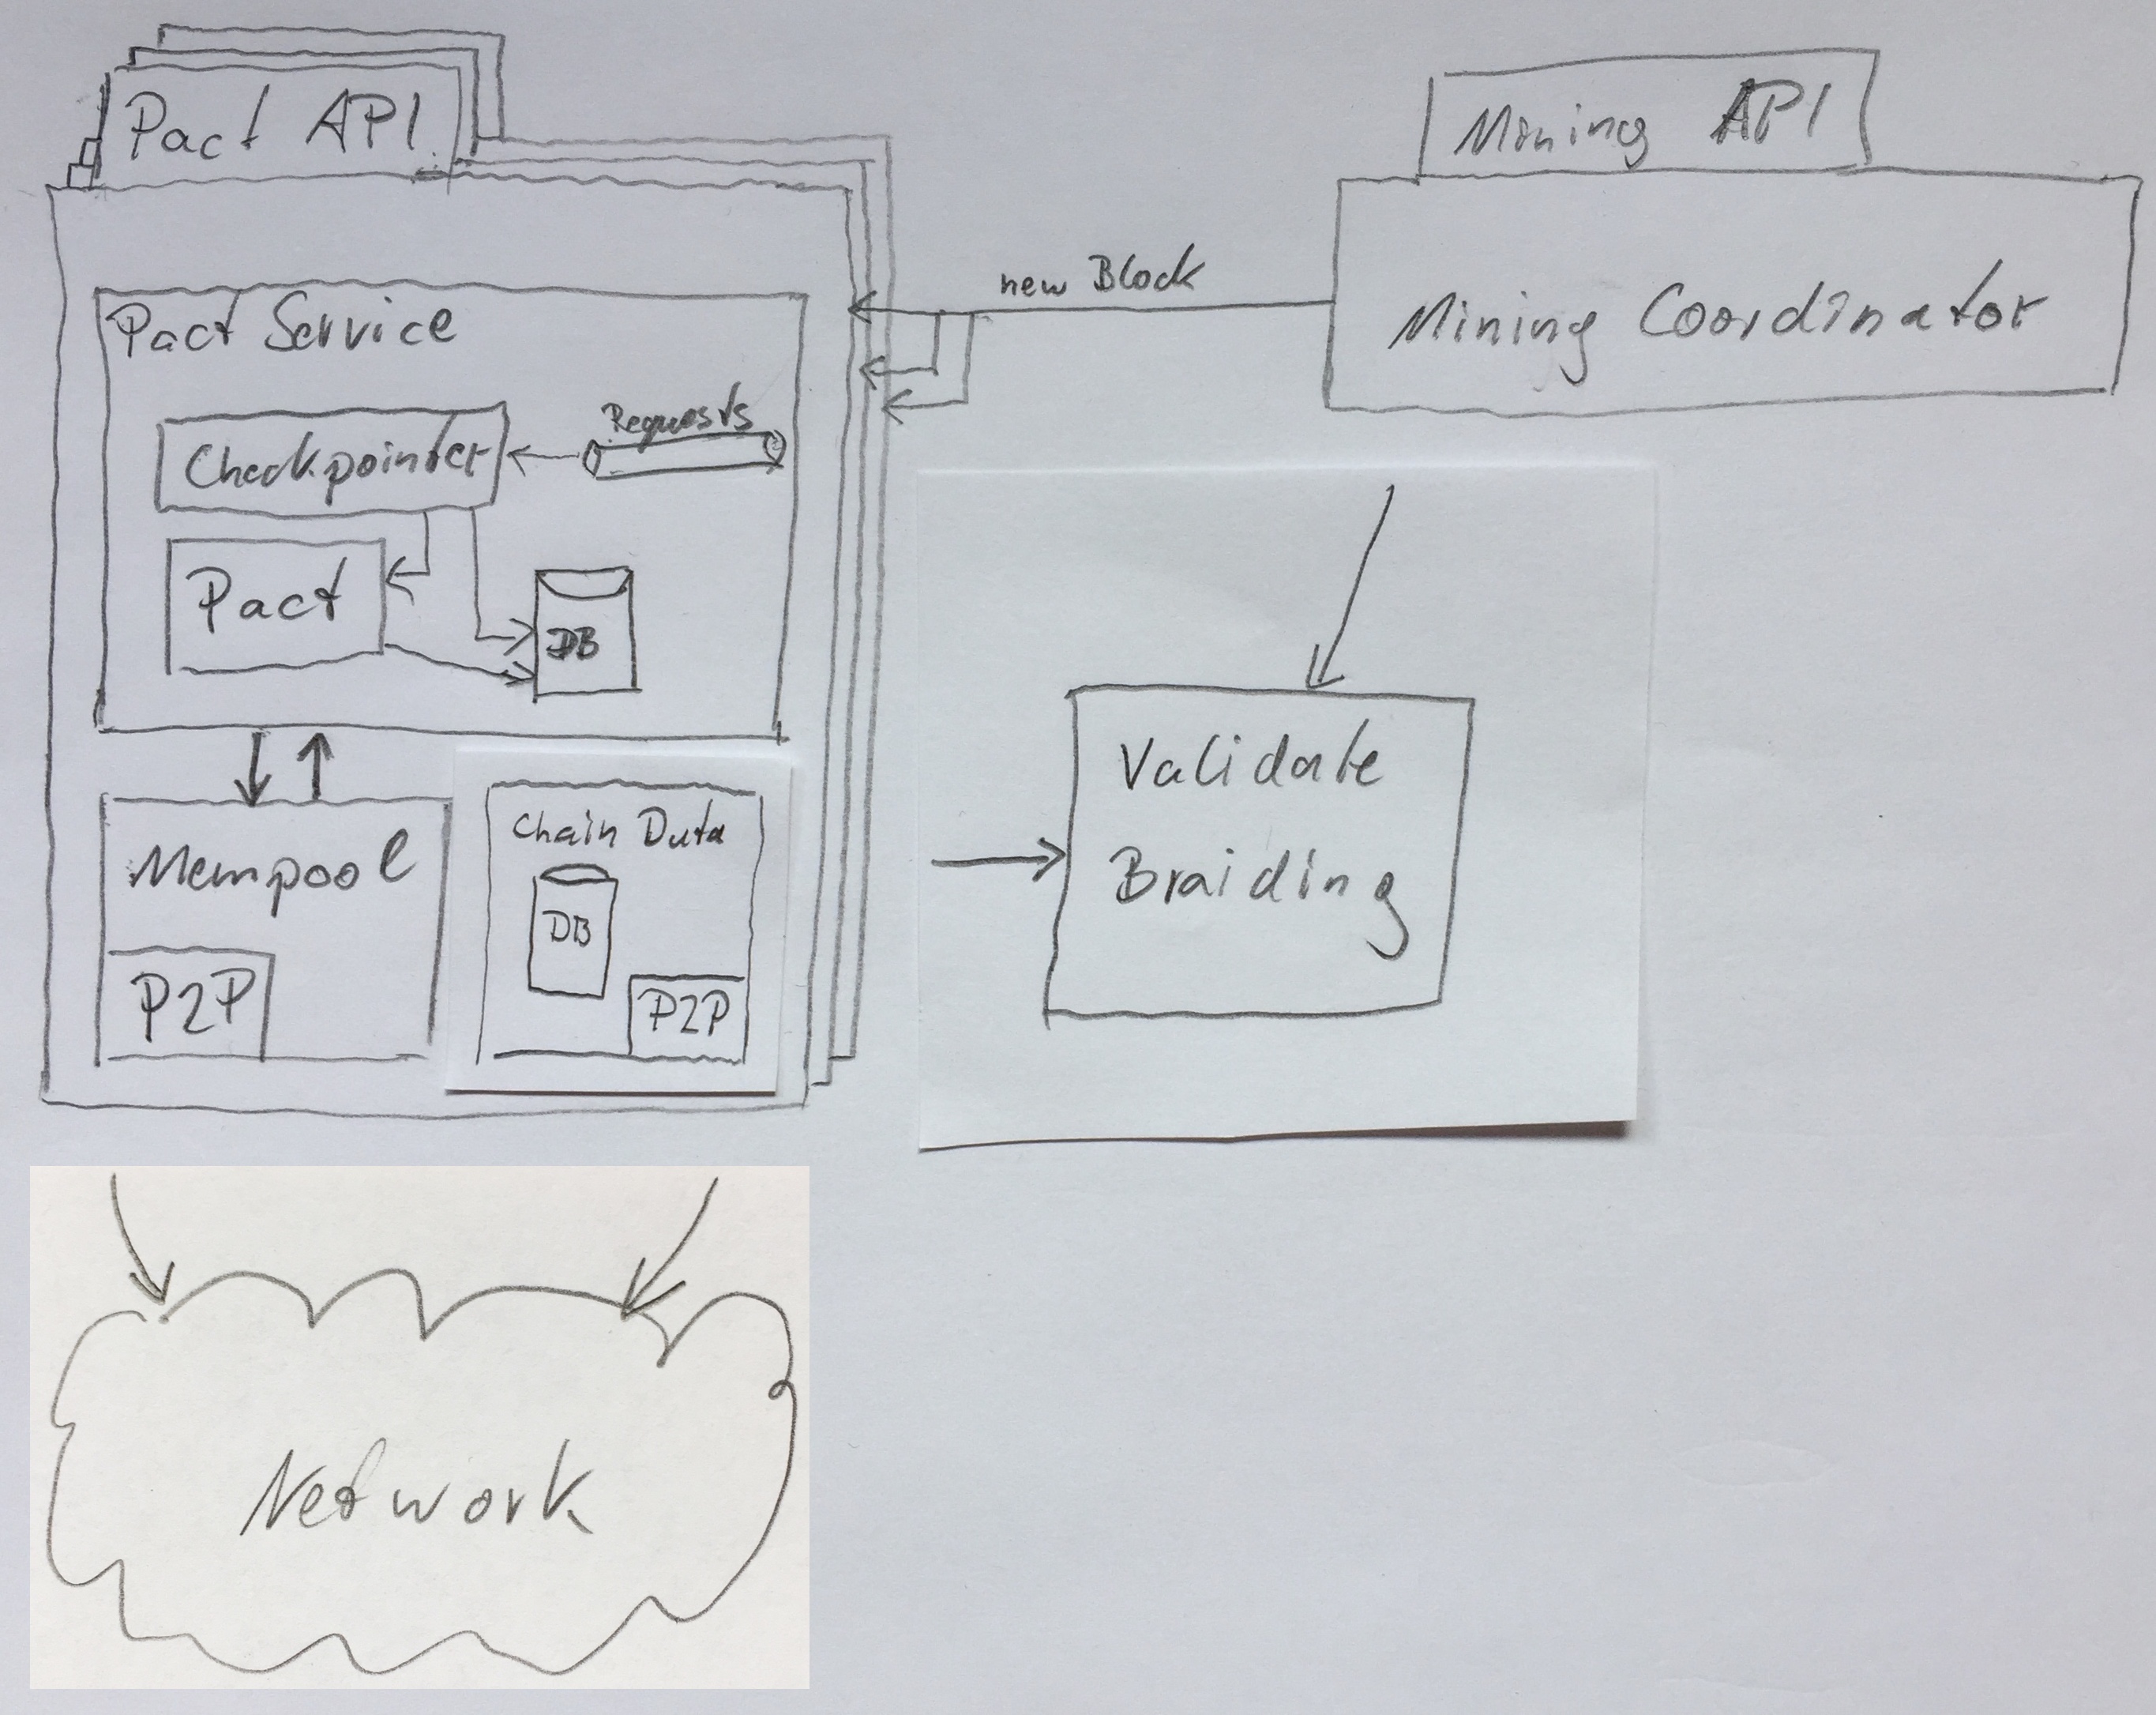 Pact API
Mining API
new Block
Mining Coordinator
Pact Service
Requests
Checkpointer
Pact
DB
Validate
Braiding
Mempool
P2P
Chain Data
DB
P2P
Network